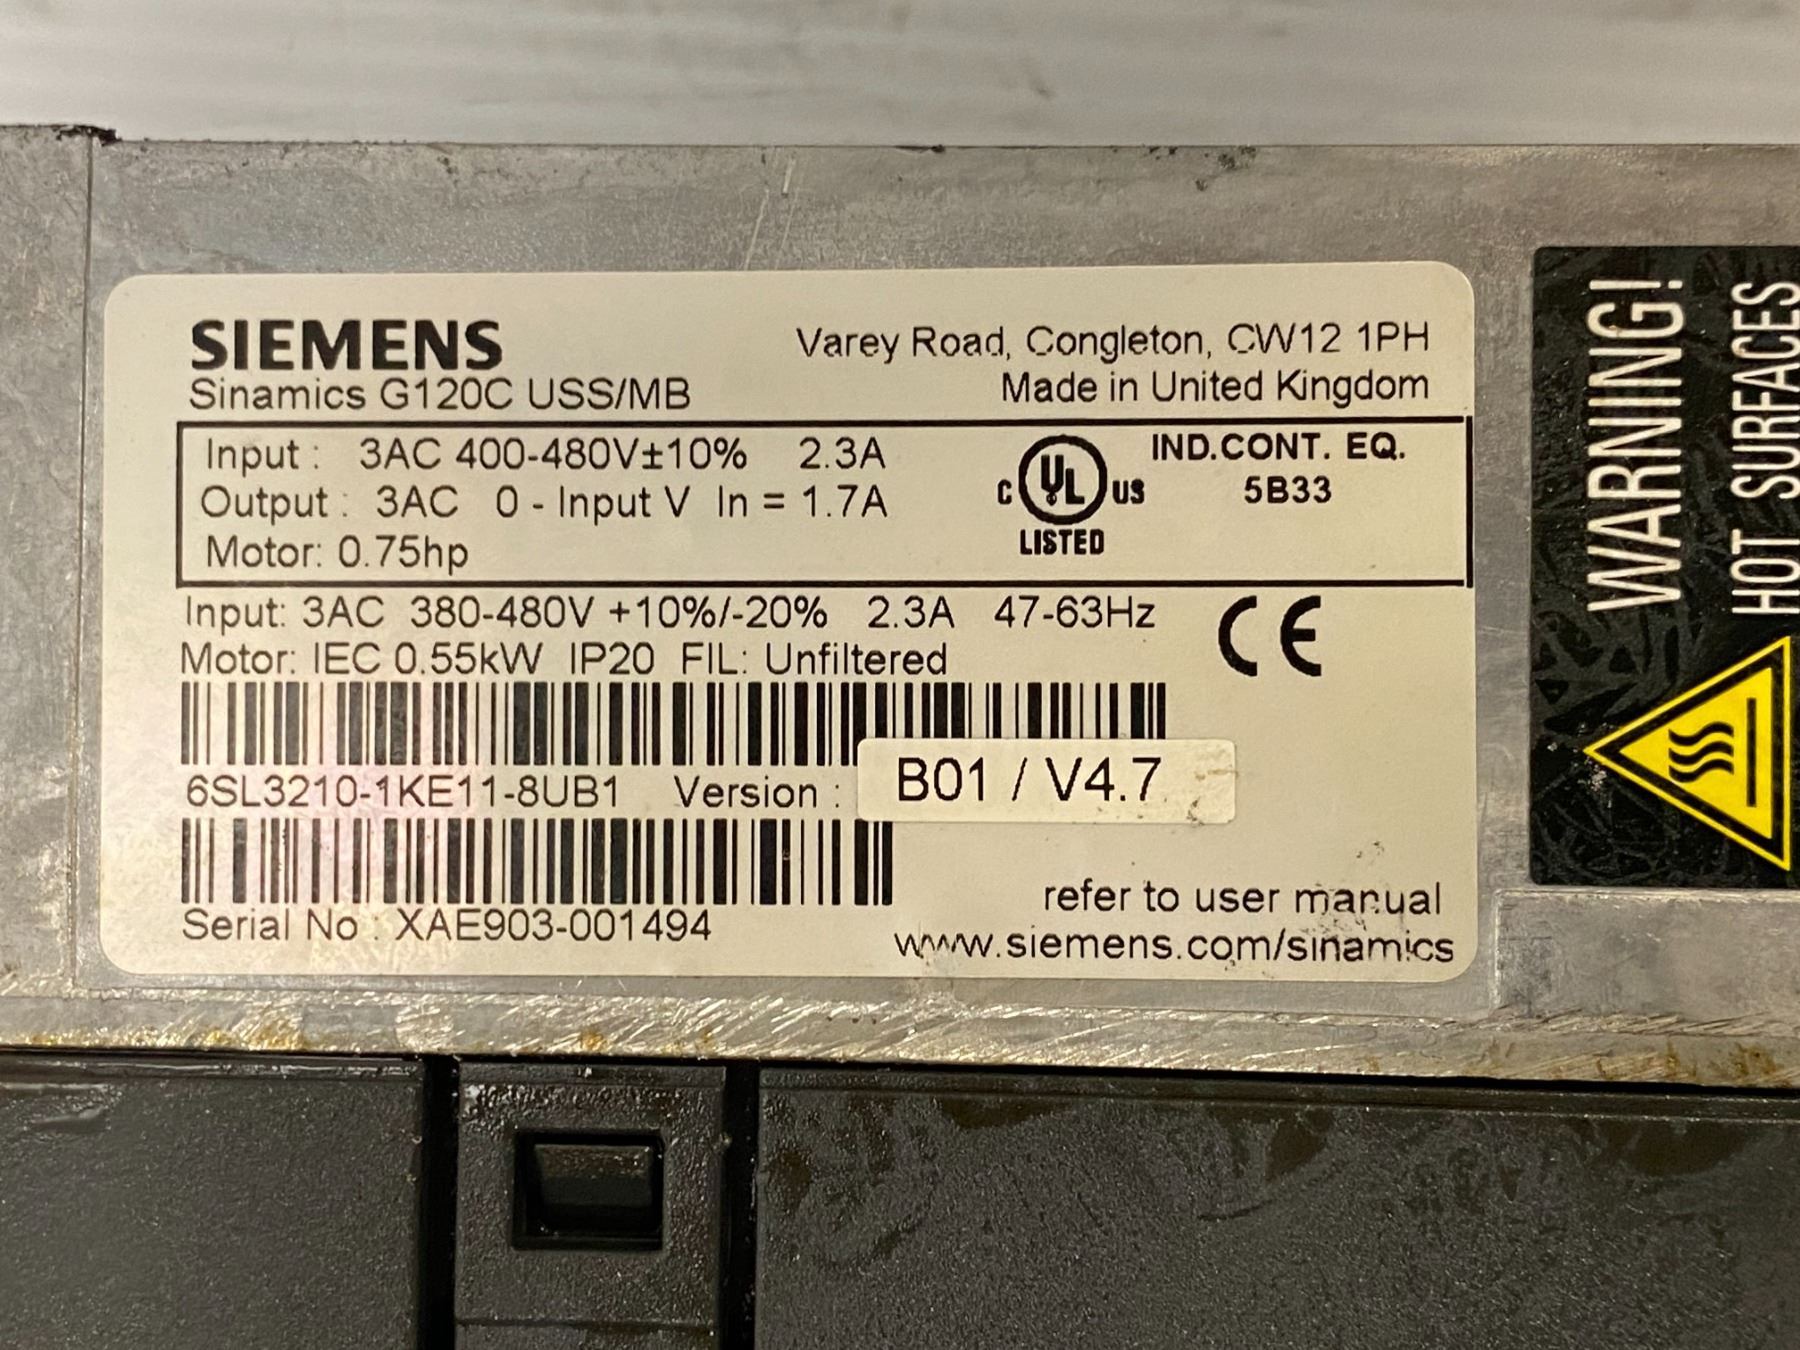 SIEMENS
Varey Road, Congleton, CW12 1PH
Sinamics G120C USS/MB
Made in United Kingdom
Input : 3AC 400-480V±10% 2.3A
Output : 3AC 0 - Input V In = 1.7A
Motor: 0.75hp
C UL US
LISTED
IND.CONT. EQ.
5B33
Input: 3AC 380-480V +10%/-20% 2.3A 47-63Hz
CE
Motor: IEC 0.55kW IP20 FIL: Unfiltered
6SL3210-1KE11-8UB1 Version : B01 / V4.7
Serial No : XAE903-001494
refer to user manual
www.siemens.com/sinamics
WARNING!
HOT SURFACES